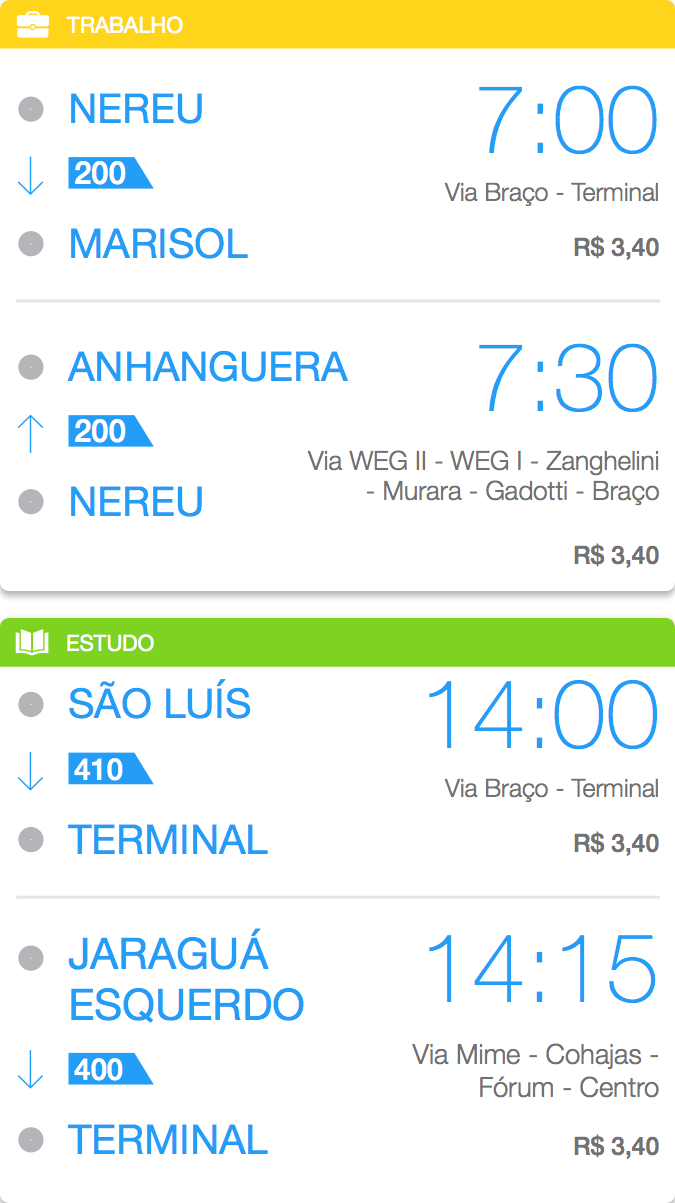 TRABALHO
NEREU
7:00
200
Via Braço - Terminal
MARISOL
R$ 3,40
ANHANGUERA
7:30
200
Via WEG II - WEG I - Zanghelini
- Murara - Gadotti - Braço
NEREU
R$ 3,40
ESTUDO
SÃO LUÍS
14:00
410
Via Braço - Terminal
TERMINAL
R$ 3,40
JARAGUÁ
ESQUERDO
14:15
400
Via Mime - Cohajas -
Fórum - Centro
TERMINAL
R$ 3,40